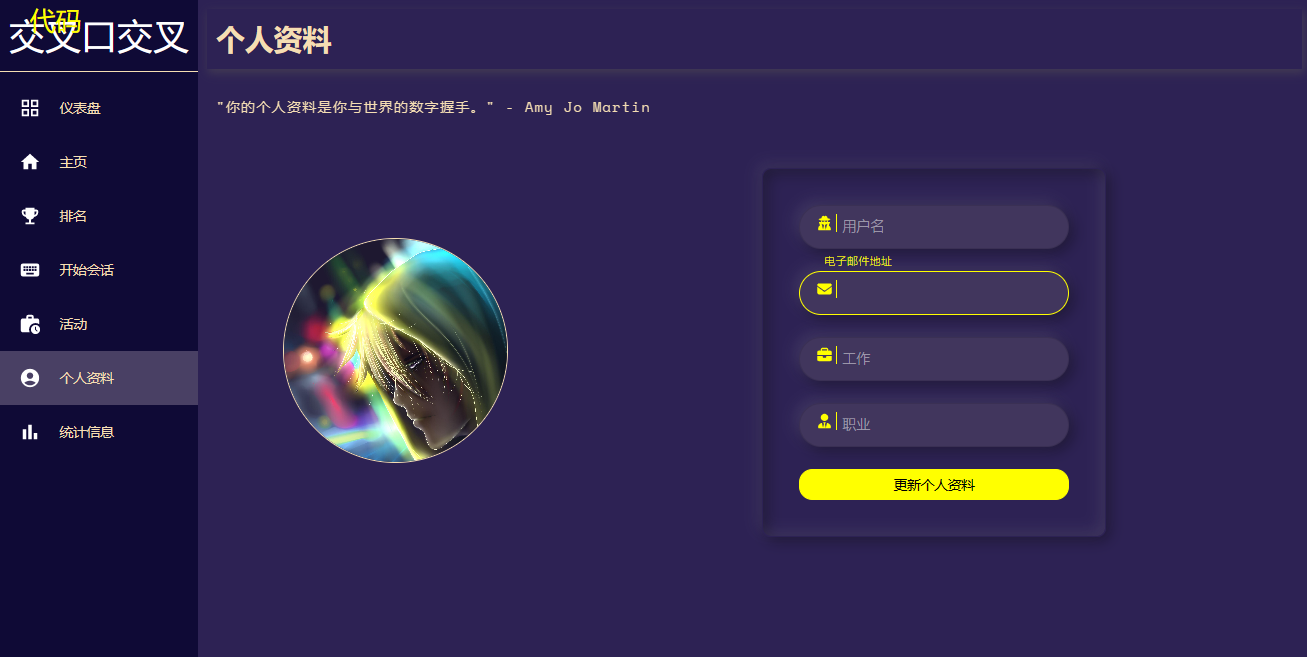 代码
交叉口交叉
仪表盘
主页
排名
开始会话
活动
个人资料
统计信息
个人资料
"你的个人资料是你与世界的数字握手。" - Amy Jo Martin
用户名
电子邮件地址
工作
职业
更新个人资料